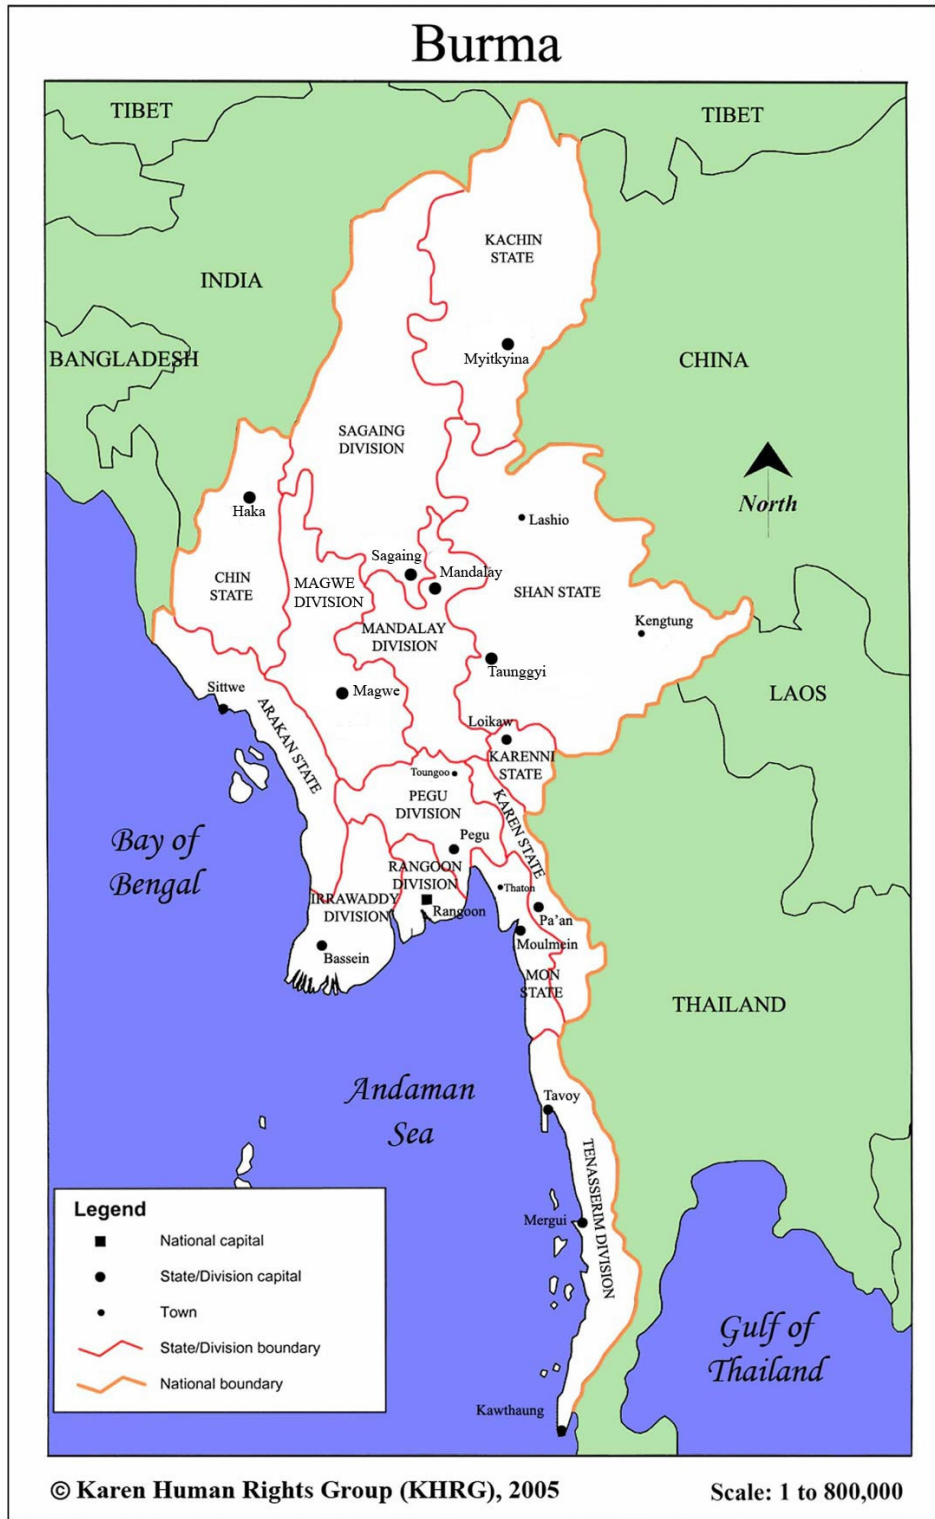 Burma
TIBET
TIBET
KACHIN
STATE
INDIA
Myitkyina
BANGLADESH
CHINA
SAGAING
DIVISION
North
Haka
Lashio
Sagaing
Mandalay
CHIN
STATE
MAGWE
DIVISION
SHAN STATE
MANDALAY
DIVISION
Kengtung
Taunggyi
Sittwe
Magwe
LAOS
ARAKAN STATE
Loikaw
KARENNI
STATE
Toungoo
PEGU
DIVISION
KAREN STATE
Bay of
Bengal
Pegu
RANGOON
DIVISION
Thaton
IRRAWADDY
DIVISION
Rangoon
Pa'an
Moulmein
Bassein
MON
STATE
THAILAND
Andaman
Sea
Tavoy
TENASSERIM DIVISION
Mergui
Legend
National capital
State/Division capital
Town
State/Division boundary
National boundary
Gulf of
Thailand
Kawthaung
© Karen Human Rights Group (KHRG), 2005
Scale: 1 to 800,000